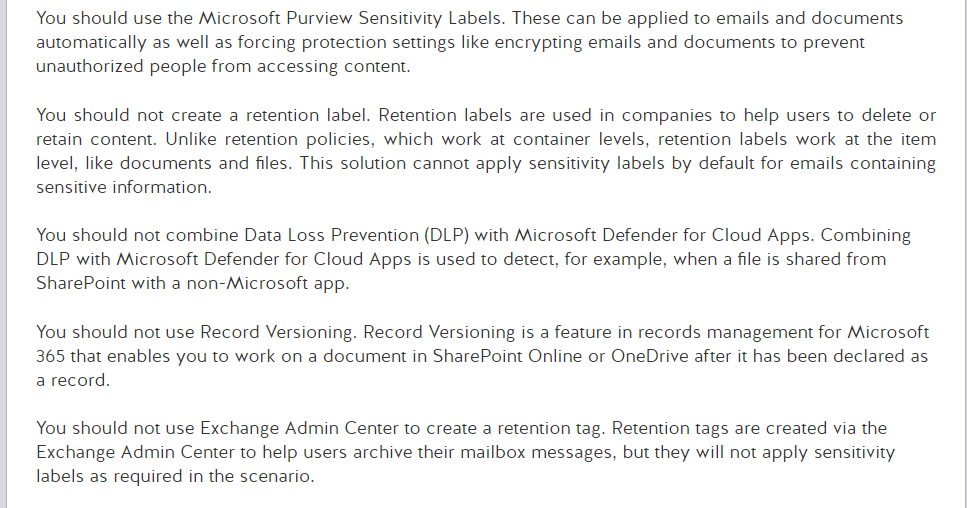 You should use the Microsoft Purview Sensitivity Labels. These can be applied to emails and documents
automatically as well as forcing protection settings like encrypting emails and documents to prevent
unauthorized people from accessing content.
You should not create a retention label. Retention labels are used in companies to help users to delete or
retain content. Unlike retention policies, which work at container levels, retention labels work at the item
level, like documents and files. This solution cannot apply sensitivity labels by default for emails containing
sensitive information.
You should not combine Data Loss Prevention (DLP) with Microsoft Defender for Cloud Apps. Combining
DLP with Microsoft Defender for Cloud Apps is used to detect, for example, when a file is shared from
SharePoint with a non-Microsoft app.
You should not use Record Versioning. Record Versioning is a feature in records management for Microsoft
365 that enables you to work on a document in SharePoint Online or OneDrive after it has been declared as
a record.
You should not use Exchange Admin Center to create a retention tag. Retention tags are created via the
Exchange Admin Center to help users archive their mailbox messages, but they will not apply sensitivity
labels as required in the scenario.